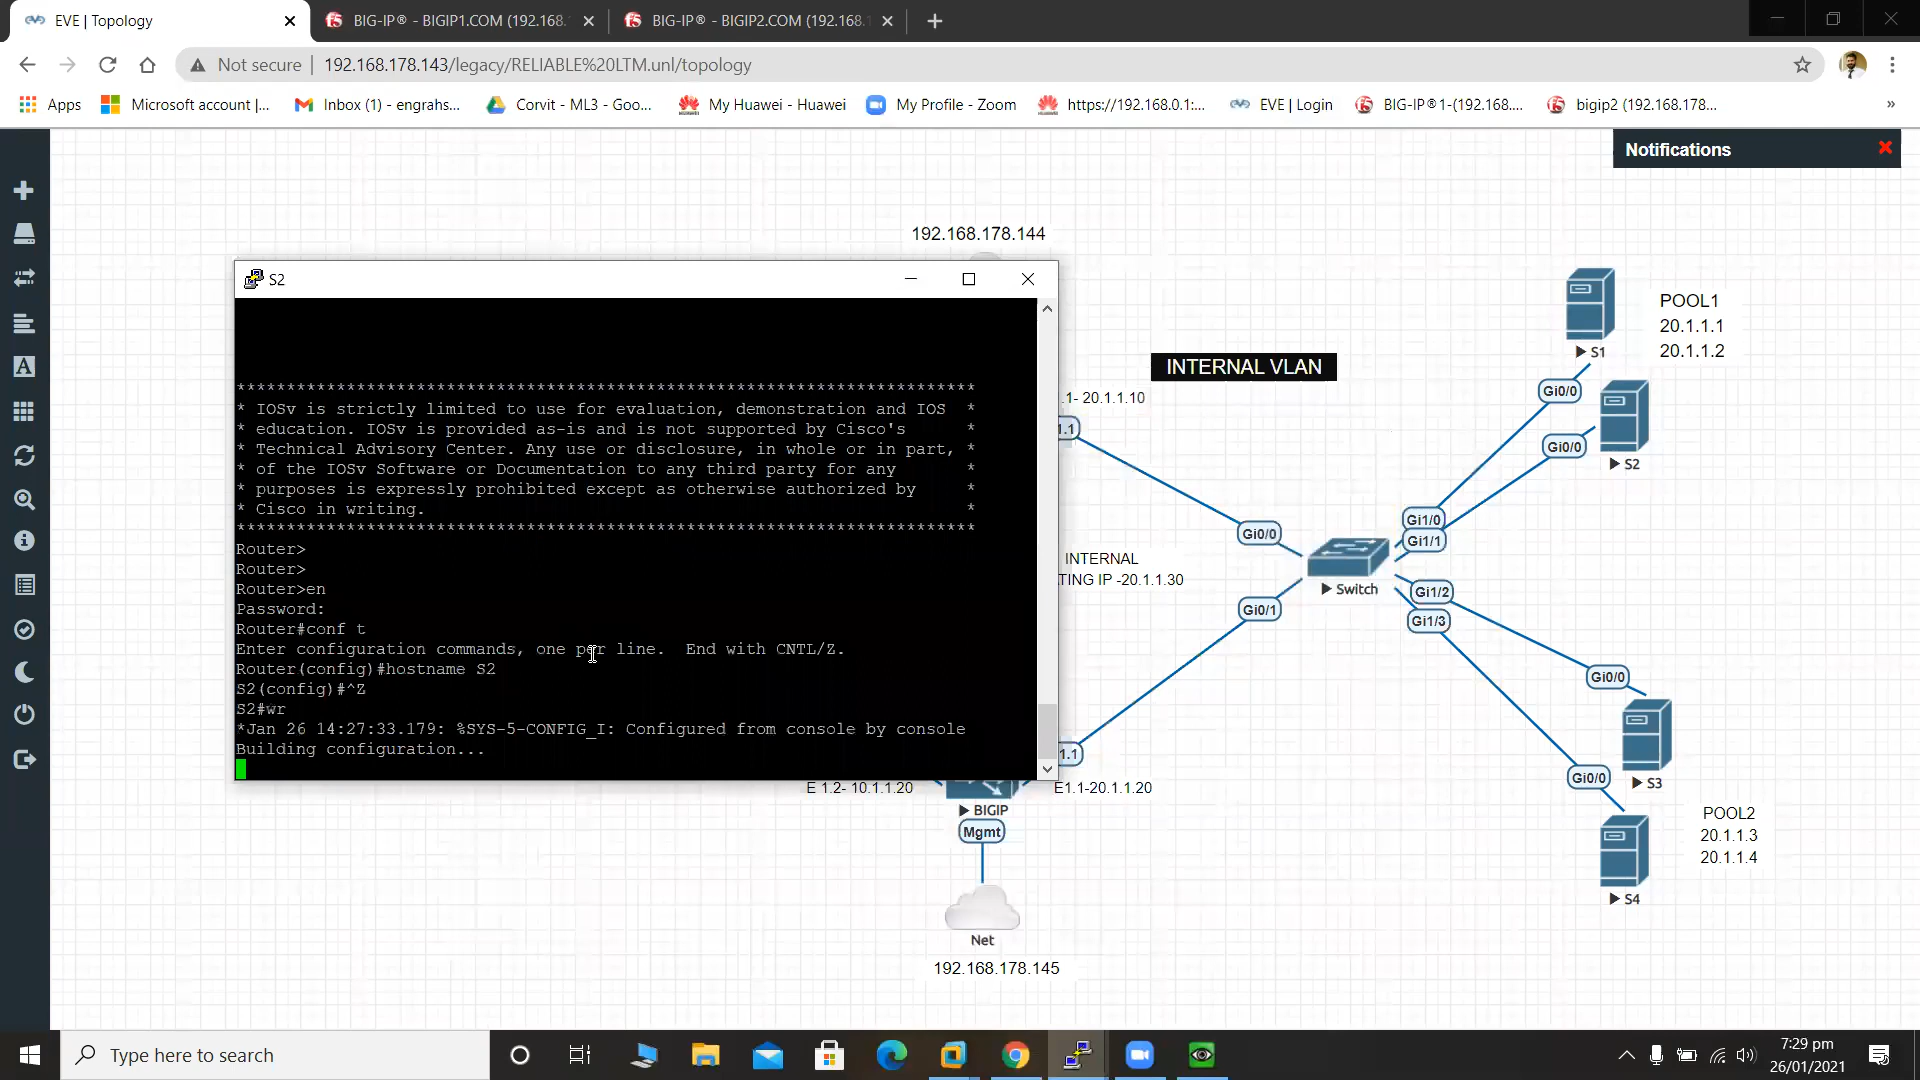 EVE | Topology
BIG-IP® - BIGIP1.COM (192.168.
BIG-IP® - BIGIP2.COM (192.168.
Not secure
192.168.178.143/legacy/RELIABLE%20LTM.unl/topology
Apps
Microsoft account |...
Inbox (1) - engrahs...
Corvit - ML3 - Goo...
My Huawei - Huawei
My Profile - Zoom
https://192.168.0.1:...
EVE | Login
BIG-IP®1-(192.168....
bigip2 (192.168.178...
»
Notifications
192.168.178.144
S2
*************************************************************************
* IOSv is strictly limited to use for evaluation, demonstration and IOS *
* education. IOSv is provided as-is and is not supported by Cisco's *
* Technical Advisory Center. Any use or disclosure, in whole or in part, *
* of the IOSv Software or Documentation to any third party for any *
* purposes is expressly prohibited except as otherwise authorized by *
* Cisco in writing. *
*************************************************************************
Router>
Router>
Router>en
Password:
Router#conf t
Enter configuration commands, one per line. End with CNTL/Z.
Router(config)#hostname S2
S2(config)#^Z
S2#wr
*Jan 26 14:27:33.179: %SYS-5-CONFIG_I: Configured from console by console
Building configuration...
INTERNAL VLAN
.1- 20.1.1.10
1.1
Gi0/0
INTERNAL
TING IP -20.1.1.30
Gi0/1
1.1
Switch
Gi1/0
Gi1/1
Gi1/2
Gi1/3
S1
Gi0/0
POOL1
20.1.1.1
20.1.1.2
Gi0/0
S2
Gi0/0
S3
Gi0/0
S4
POOL2
20.1.1.3
20.1.1.4
E 1.2- 10.1.1.20
E1.1-20.1.1.20
BIGIP
Mgmt
Net
192.168.178.145
Type here to search
7:29 pm
26/01/2021